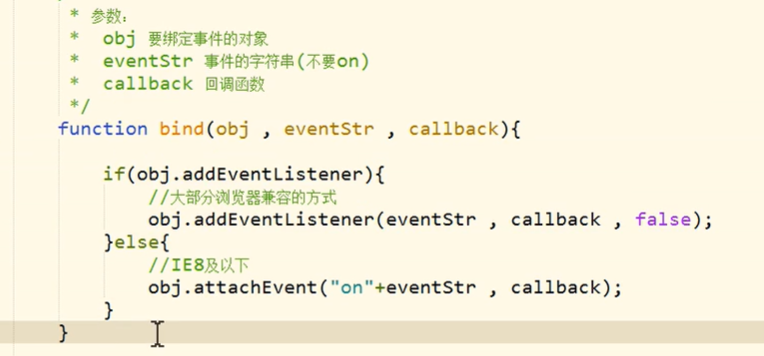 * 参数:
* obj 要绑定事件的对象
* eventStr 事件的字符串(不要on)
* callback 回调函数
*/
function bind(obj , eventStr , callback){
if(obj.addEventListener){
//大部分浏览器兼容的方式
obj.addEventListener(eventStr , callback , false);
}else{
//IE8及以下
obj.attachEvent("on"+eventStr , callback);
}
}